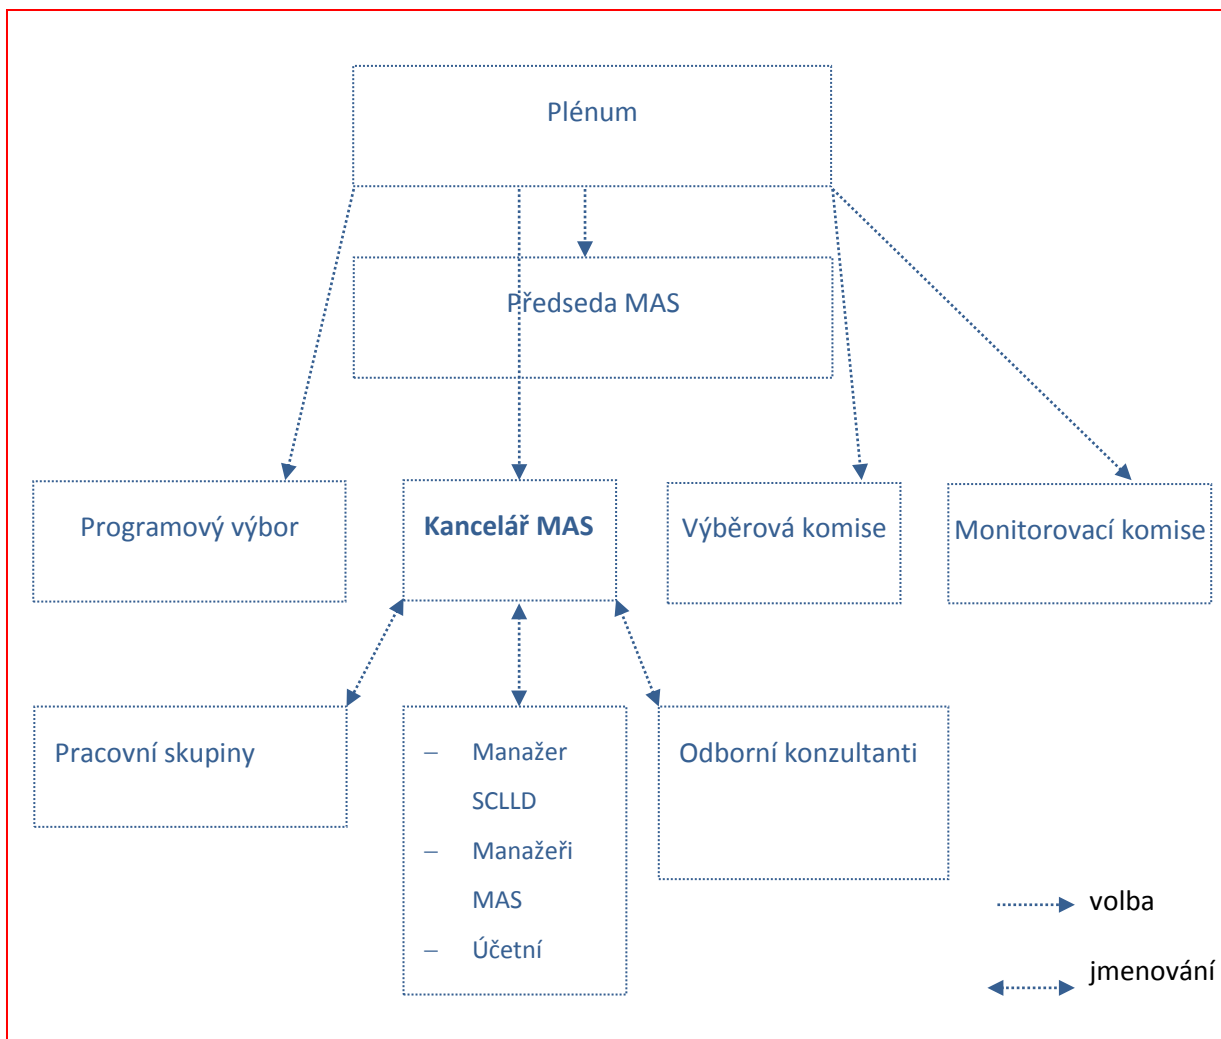 Plénum
Předseda MAS
Programový výbor
Kancelář MAS
Výběrová komise
Monitorovací komise
Pracovní skupiny
– Manažer
SCLLD
– Manažeři
MAS
– Účetní
Odborní konzultanti
volba
jmenování